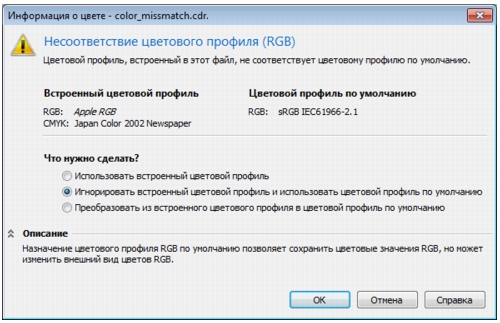 Информация о цвете - color_missmatch.cdr.
Несоответствие цветового профиля (RGB)
Цветовой профиль, встроенный в этот файл, не соответствует цветовому профилю по умолчанию.
Встроенный цветовой профиль
Цветовой профиль по умолчанию
RGB: Apple RGB
RGB: sRGB IEC61966-2.1
CMYK: Japan Color 2002 Newspaper
Что нужно сделать?
Использовать встроенный цветовой профиль
Игнорировать встроенный цветовой профиль и использовать цветовой профиль по умолчанию
Преобразовать из встроенного цветового профиля в цветовой профиль по умолчанию
Описание
Назначение цветового профиля RGB по умолчанию позволяет сохранить цветовые значения RGB, но может
изменить внешний вид цветов RGB.
OK
Отмена
Справка